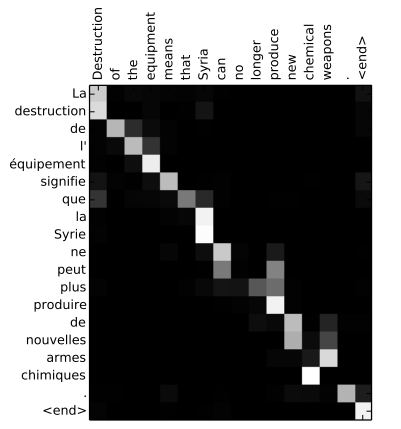 Destruction of the equipment means that Syria can no longer produce new chemical weapons . <end>
La
destruction
de
l'
équipement
signifie
que
la
Syrie
ne
peut
plus
produire
de
nouvelles
armes
chimiques
.
<end>